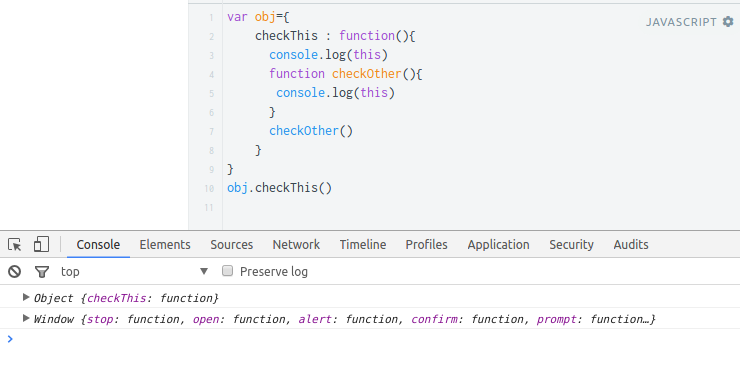 1 var obj={
JAVASCRIPT
2 checkThis : function(){
3 console.log(this)
4 function checkOther(){
5 console.log(this)
6 }
7 checkOther()
8 }
9 }
10 obj.checkThis()
11
Console Elements Sources Network Timeline Profiles Application Security Audits
top Preserve log
Object {checkThis: function}
Window {stop: function, open: function, alert: function, confirm: function, prompt: function…}